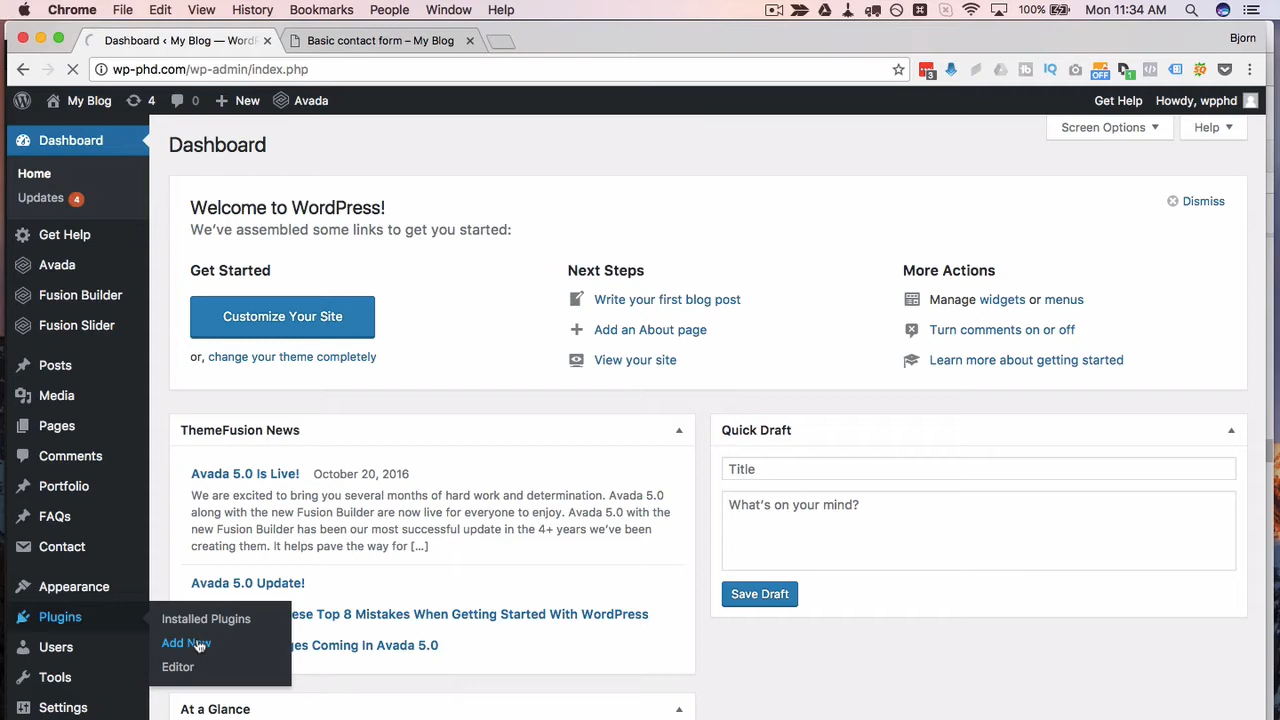 Chrome File Edit View History Bookmarks People Window Help 100% Mon 11:34 AM
Dashboard ‹ My Blog — WordP Basic contact form – My Blog Bjorn
wp-phd.com/wp-admin/index.php
3 OFF 1
My Blog 4 0 New Avada Get Help Howdy, wpphd
Dashboard
Home
Updates 4
Get Help
Avada
Fusion Builder
Fusion Slider
Posts
Media
Pages
Comments
Portfolio
FAQs
Contact
Appearance
Plugins
Users
Tools
Settings
Installed Plugins
Add New
Editor
Screen Options Help
Dashboard
Welcome to WordPress!
We've assembled some links to get you started:
Dismiss
Get Started
Customize Your Site
or, change your theme completely
Next Steps
Write your first blog post
Add an About page
View your site
More Actions
Manage widgets or menus
Turn comments on or off
Learn more about getting started
ThemeFusion News
Avada 5.0 Is Live! October 20, 2016
We are excited to bring you several months of hard work and determination. Avada 5.0
along with the new Fusion Builder are now live for everyone to enjoy. Avada 5.0 with the
new Fusion Builder has been our most successful update in the 4+ years we've been
creating them. It helps pave the way for […]
Avada 5.0 Update!
ese Top 8 Mistakes When Getting Started With WordPress
ges Coming In Avada 5.0
At a Glance
Quick Draft
Title
What's on your mind?
Save Draft